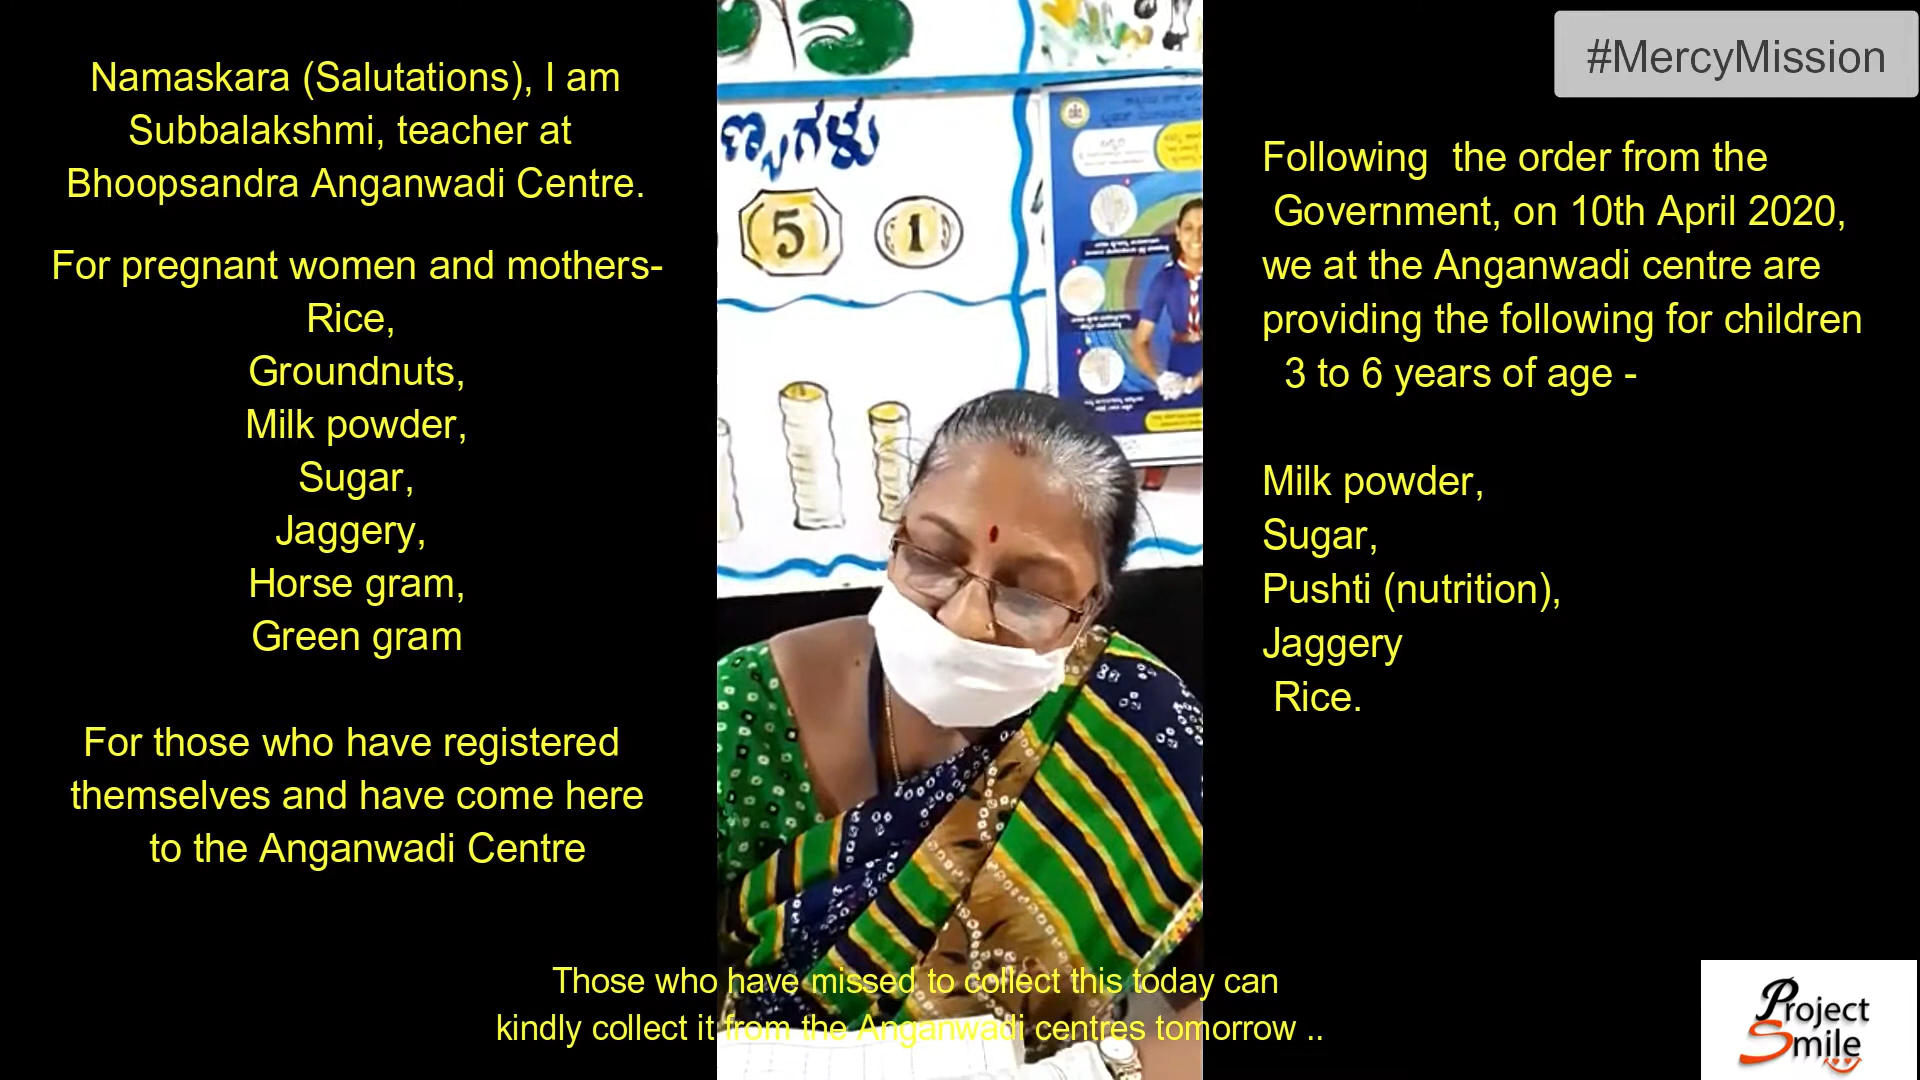 #MercyMission
Namaskara (Salutations), I am
Subbalakshmi, teacher at
Bhoopsandra Anganwadi Centre.
For pregnant women and mothers-
Rice,
Groundnuts,
Milk powder,
Sugar,
Jaggery,
Horse gram,
Green gram
For those who have registered
themselves and have come here
to the Anganwadi Centre
5
1
Following the order from the
Government, on 10th April 2020,
we at the Anganwadi centre are
providing the following for children
3 to 6 years of age -
Milk powder,
Sugar,
Pushti (nutrition),
Jaggery
Rice.
Those who have missed to collect this today can
kindly collect it from the Anganwadi centres tomorrow ..
Project
Smile